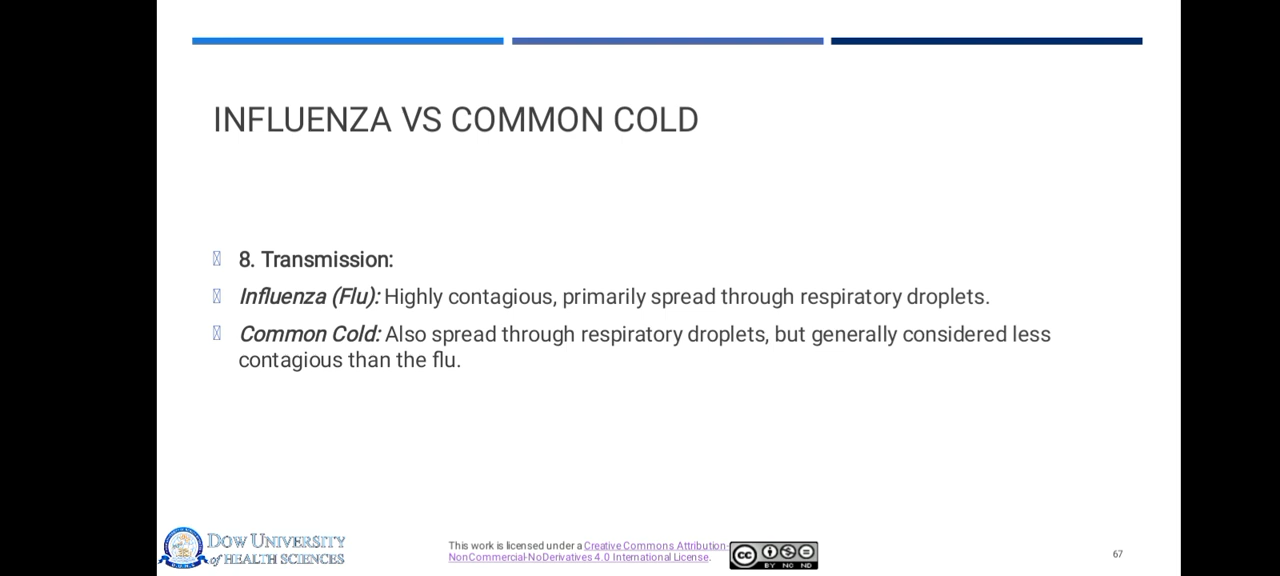 INFLUENZA VS COMMON COLD
8. Transmission:
Influenza (Flu): Highly contagious, primarily spread through respiratory droplets.
Common Cold: Also spread through respiratory droplets, but generally considered less
contagious than the flu.
DOW UNIVERSITY
of HEALTH SCIENCES
This work is licensed under a Creative Commons Attribution-
NonCommercial-NoDerivatives 4.0 International License.
CC
BY NC ND
67